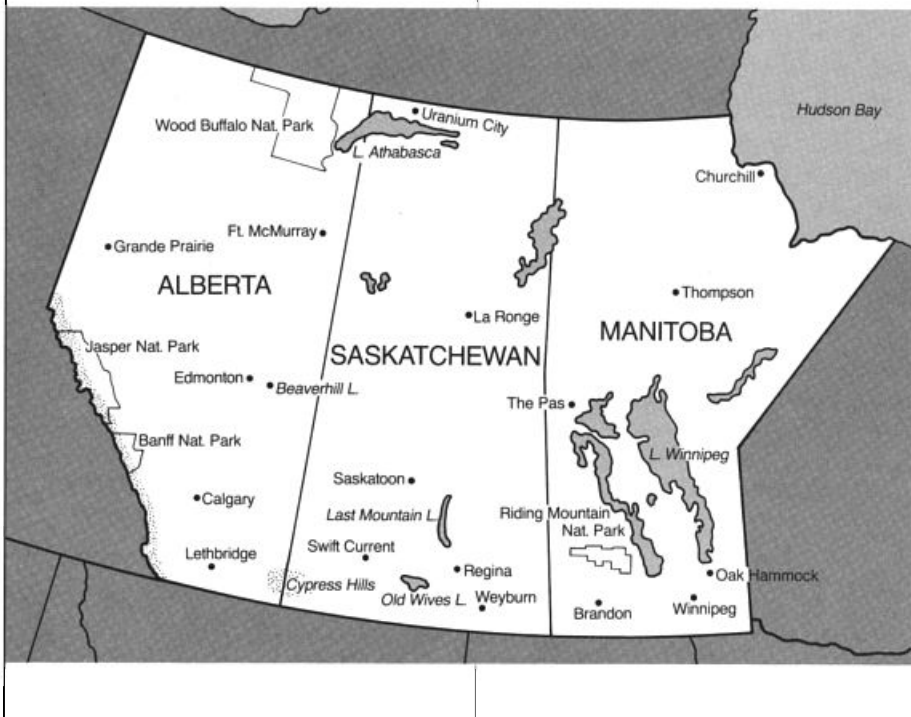 Hudson Bay
Uranium City
Wood Buffalo Nat. Park
L. Athabasca
Churchill
Ft. McMurray
Grande Prairie
ALBERTA
Thompson
La Ronge
MANITOBA
Jasper Nat. Park
SASKATCHEWAN
Edmonton
Beaverhill L.
The Pas
Banff Nat. Park
L. Winnipeg
Saskatoon
Calgary
Last Mountain L.
Riding Mountain
Nat. Park
Swift Current
Lethbridge
Regina
Oak Hammock
Cypress Hills
Old Wives L.
Weyburn
Brandon
Winnipeg